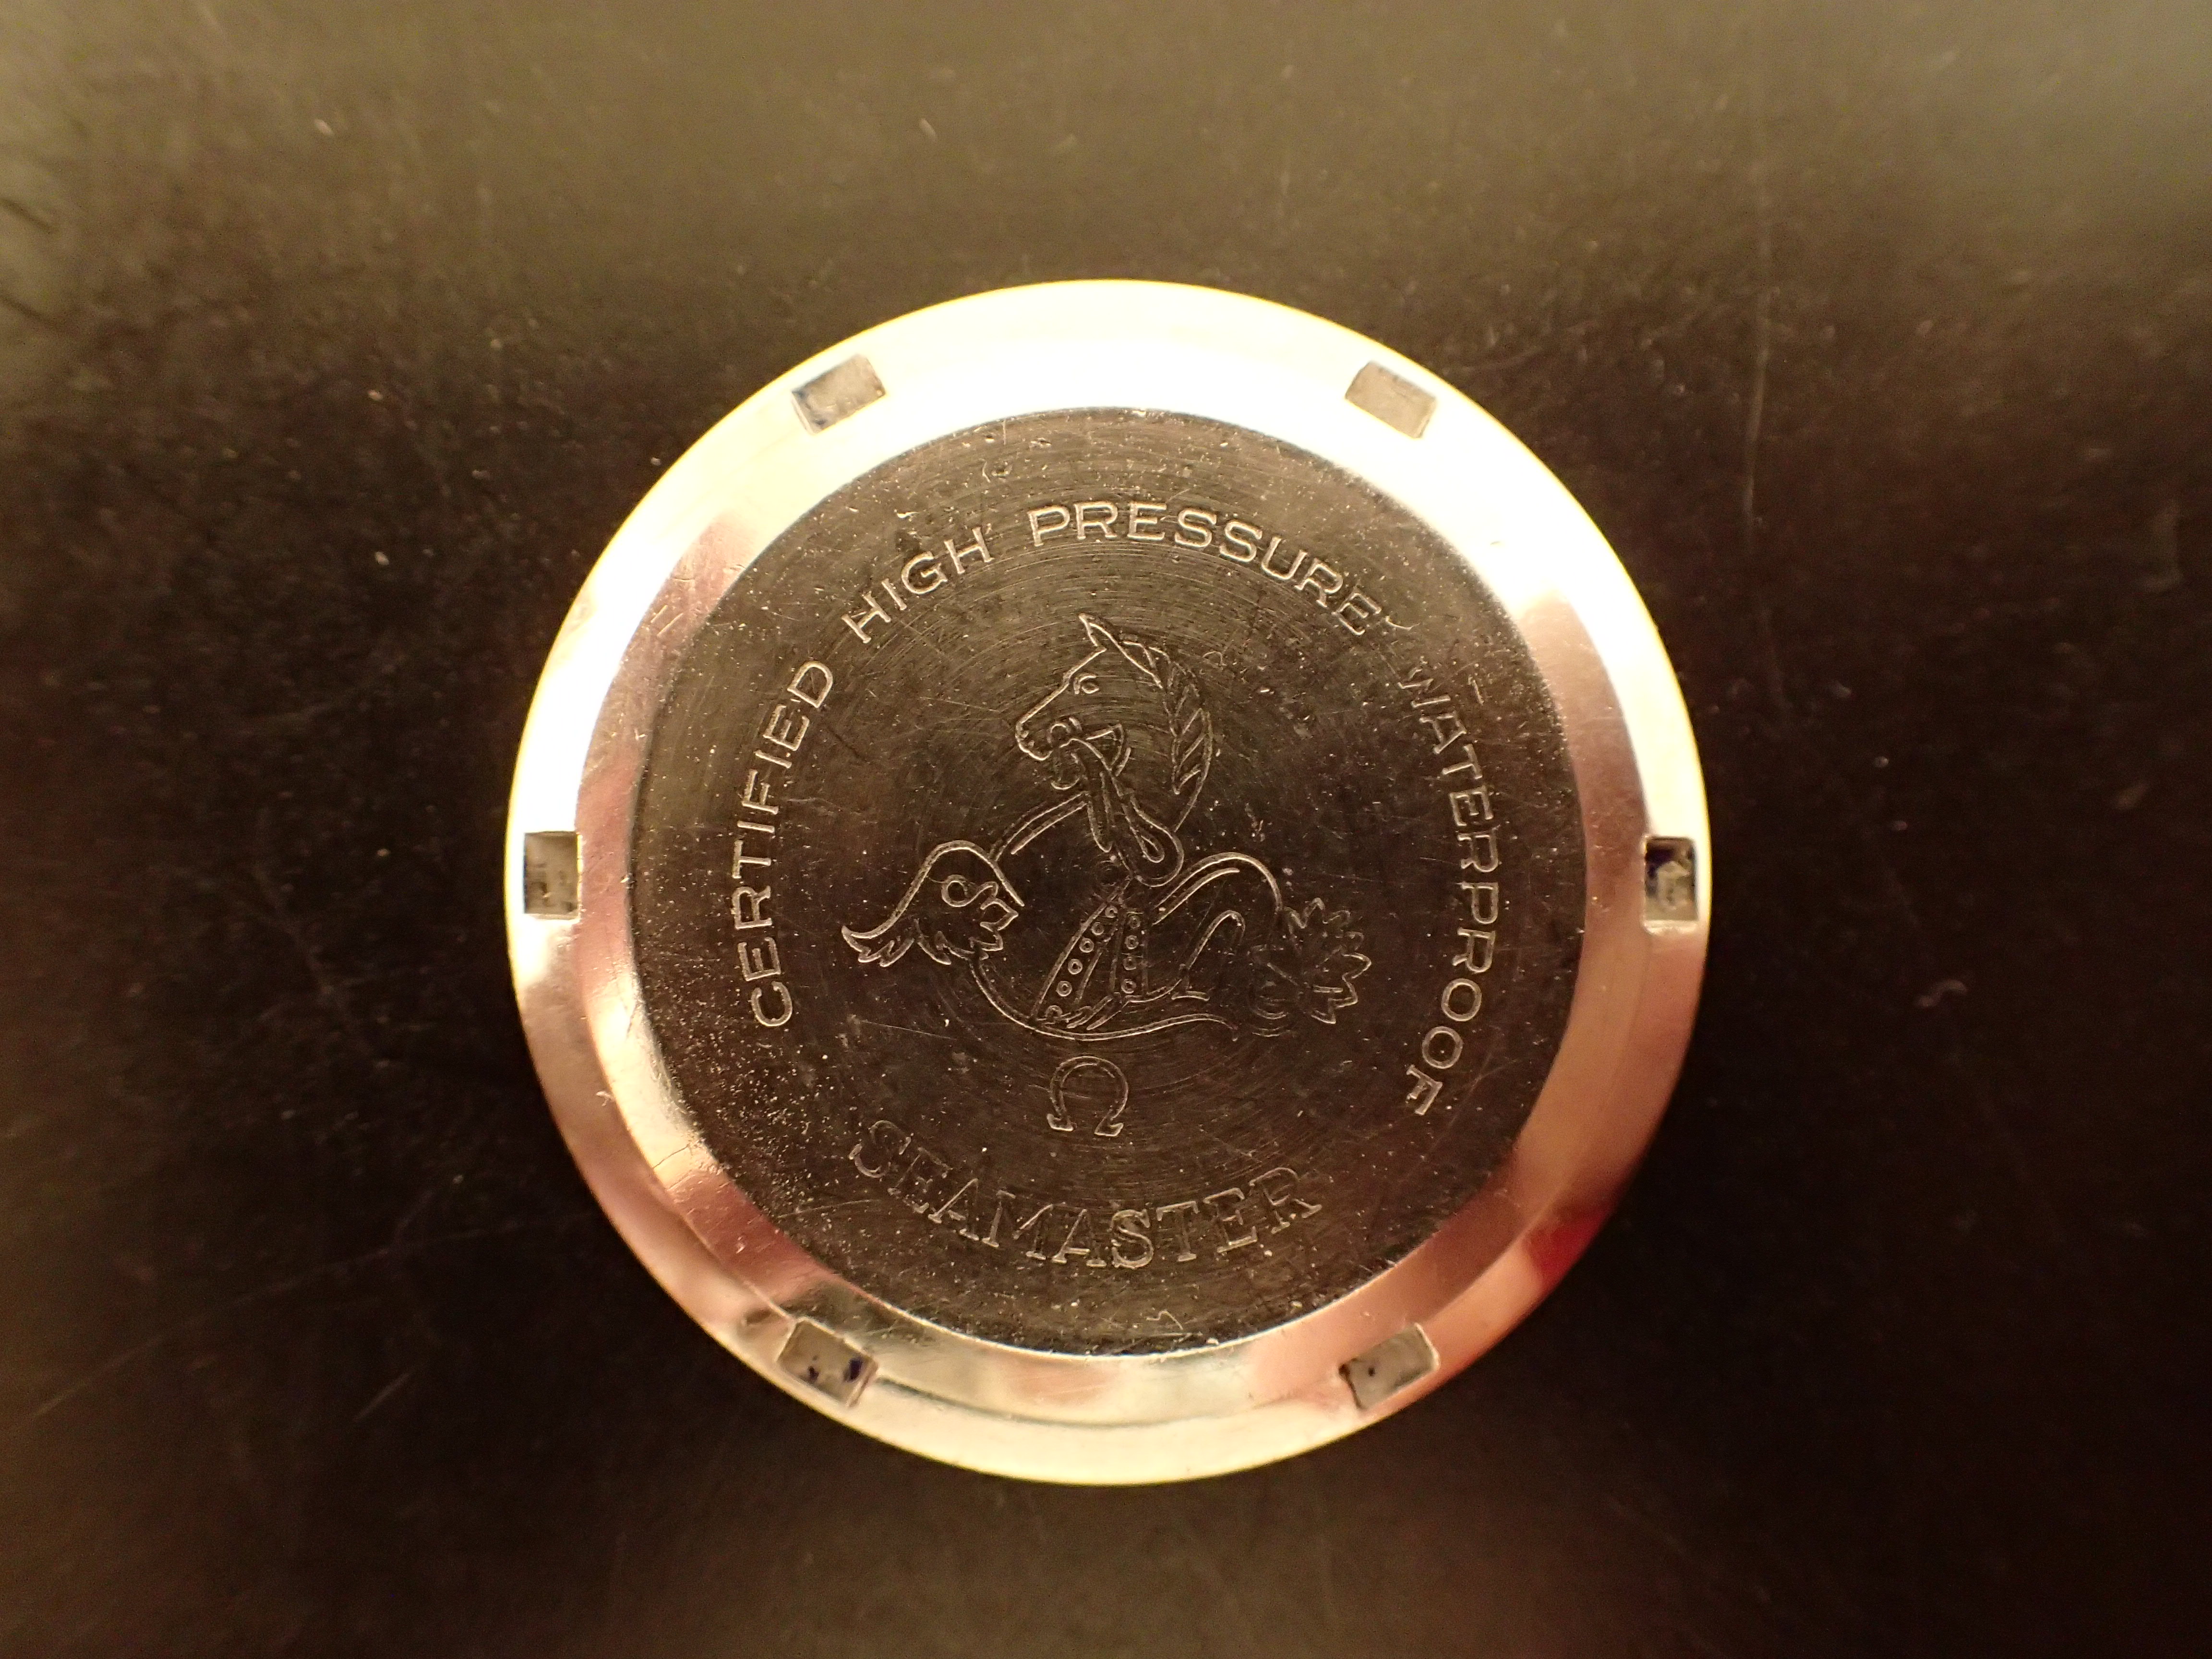 CERTIFIED HIGH PRESSURE WATERPROOF
Ω
SEAMASTER